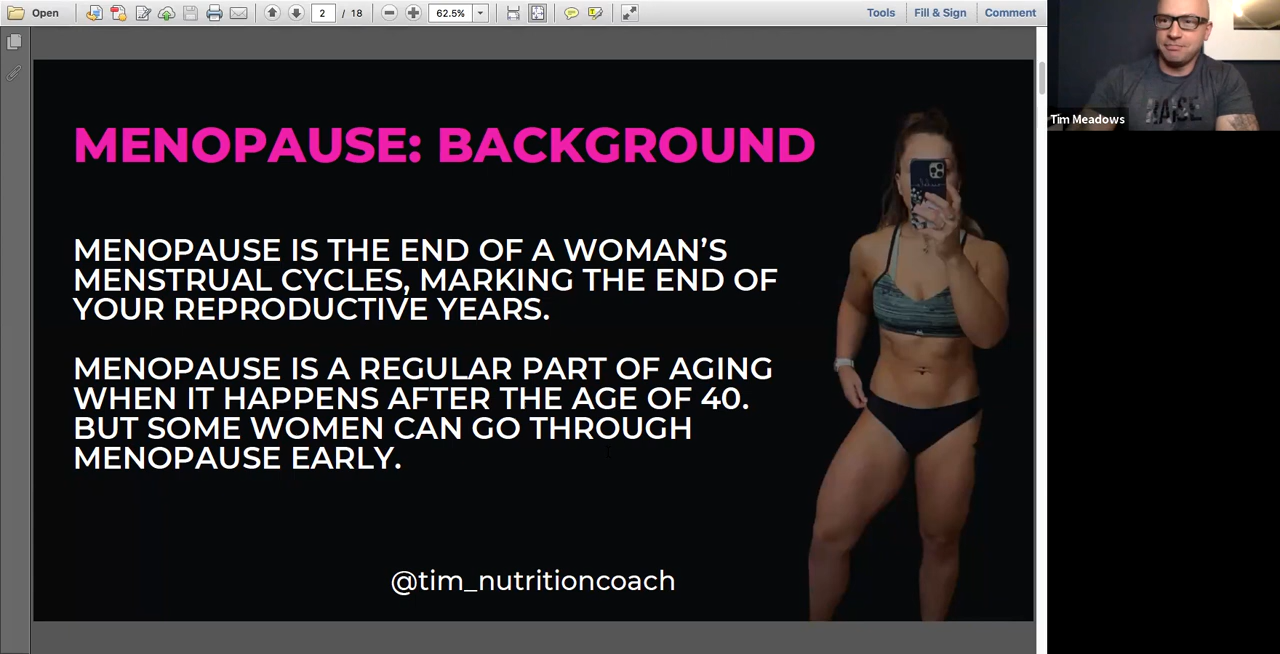 Open
2 / 18
62.5%
Tools
Fill & Sign
Comment
MENOPAUSE: BACKGROUND
MENOPAUSE IS THE END OF A WOMAN’S
MENSTRUAL CYCLES, MARKING THE END OF
YOUR REPRODUCTIVE YEARS.
MENOPAUSE IS A REGULAR PART OF AGING
WHEN IT HAPPENS AFTER THE AGE OF 40.
BUT SOME WOMEN CAN GO THROUGH
MENOPAUSE EARLY.
@tim_nutritioncoach
RAISE
Tim Meadows